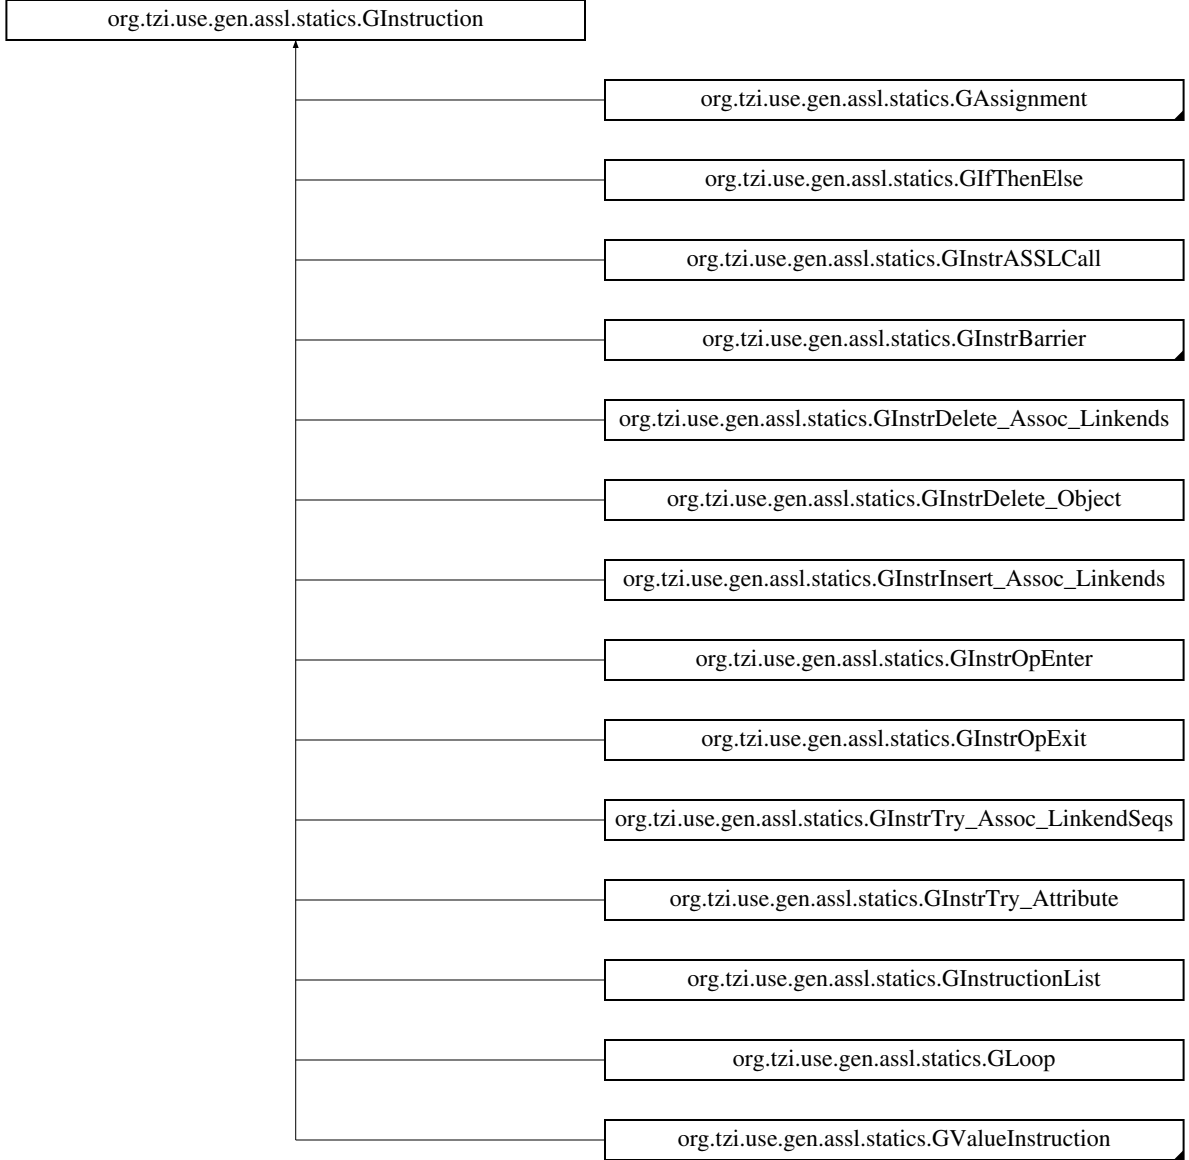 org.tzi.use.gen.assl.statics.GInstruction
org.tzi.use.gen.assl.statics.GAssignment
org.tzi.use.gen.assl.statics.GIfThenElse
org.tzi.use.gen.assl.statics.GInstrASSLCall
org.tzi.use.gen.assl.statics.GInstrBarrier
org.tzi.use.gen.assl.statics.GInstrDelete_Assoc_Linkends
org.tzi.use.gen.assl.statics.GInstrDelete_Object
org.tzi.use.gen.assl.statics.GInstrInsert_Assoc_Linkends
org.tzi.use.gen.assl.statics.GInstrOpEnter
org.tzi.use.gen.assl.statics.GInstrOpExit
org.tzi.use.gen.assl.statics.GInstrTry_Assoc_LinkendSeqs
org.tzi.use.gen.assl.statics.GInstrTry_Attribute
org.tzi.use.gen.assl.statics.GInstructionList
org.tzi.use.gen.assl.statics.GLoop
org.tzi.use.gen.assl.statics.GValueInstruction